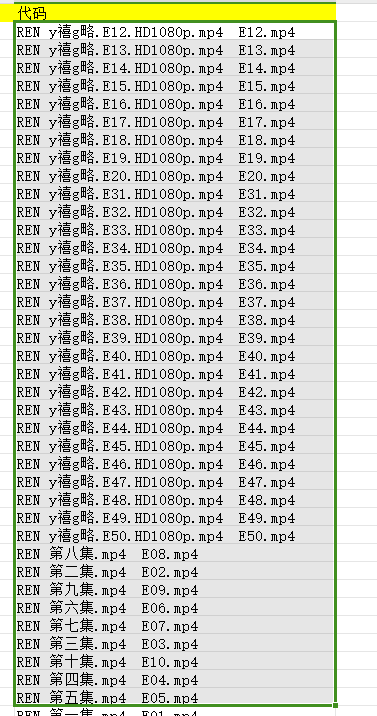 代码
REN y禧g略.E12.HD1080p.mp4  E12.mp4
REN y禧g略.E13.HD1080p.mp4  E13.mp4
REN y禧g略.E14.HD1080p.mp4  E14.mp4
REN y禧g略.E15.HD1080p.mp4  E15.mp4
REN y禧g略.E16.HD1080p.mp4  E16.mp4
REN y禧g略.E17.HD1080p.mp4  E17.mp4
REN y禧g略.E18.HD1080p.mp4  E18.mp4
REN y禧g略.E19.HD1080p.mp4  E19.mp4
REN y禧g略.E20.HD1080p.mp4  E20.mp4
REN y禧g略.E31.HD1080p.mp4  E31.mp4
REN y禧g略.E32.HD1080p.mp4  E32.mp4
REN y禧g略.E33.HD1080p.mp4  E33.mp4
REN y禧g略.E34.HD1080p.mp4  E34.mp4
REN y禧g略.E35.HD1080p.mp4  E35.mp4
REN y禧g略.E36.HD1080p.mp4  E36.mp4
REN y禧g略.E37.HD1080p.mp4  E37.mp4
REN y禧g略.E38.HD1080p.mp4  E38.mp4
REN y禧g略.E39.HD1080p.mp4  E39.mp4
REN y禧g略.E40.HD1080p.mp4  E40.mp4
REN y禧g略.E41.HD1080p.mp4  E41.mp4
REN y禧g略.E42.HD1080p.mp4  E42.mp4
REN y禧g略.E43.HD1080p.mp4  E43.mp4
REN y禧g略.E44.HD1080p.mp4  E44.mp4
REN y禧g略.E45.HD1080p.mp4  E45.mp4
REN y禧g略.E46.HD1080p.mp4  E46.mp4
REN y禧g略.E47.HD1080p.mp4  E47.mp4
REN y禧g略.E48.HD1080p.mp4  E48.mp4
REN y禧g略.E49.HD1080p.mp4  E49.mp4
REN y禧g略.E50.HD1080p.mp4  E50.mp4
REN 第八集.mp4  E08.mp4
REN 第二集.mp4  E02.mp4
REN 第九集.mp4  E09.mp4
REN 第六集.mp4  E06.mp4
REN 第七集.mp4  E07.mp4
REN 第三集.mp4  E03.mp4
REN 第十集.mp4  E10.mp4
REN 第四集.mp4  E04.mp4
REN 第五集.mp4  E05.mp4
REN 第一集.mp4  E01.mp4